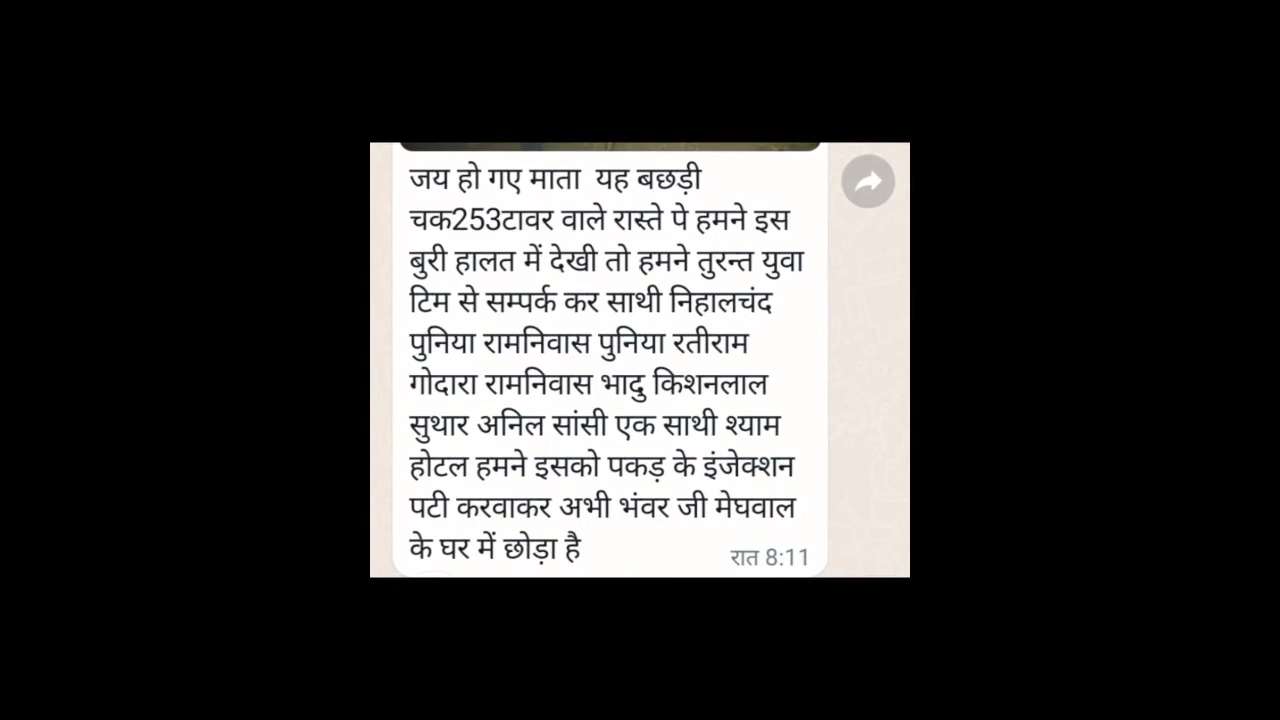 जय हो गए माता  यह बछड़ी
चक253टावर वाले रास्ते पे हमने इस
बुरी हालत में देखी तो हमने तुरन्त युवा
टिम से सम्पर्क कर साथी निहालचंद
पुनिया रामनिवास पुनिया रतीराम
गोदारा रामनिवास भादु किशनलाल
सुथार अनिल सांसी एक साथी श्याम
होटल हमने इसको पकड़ के इंजेक्शन
पटी करवाकर अभी भंवर जी मेघवाल
के घर में छोड़ा है
रात 8:11